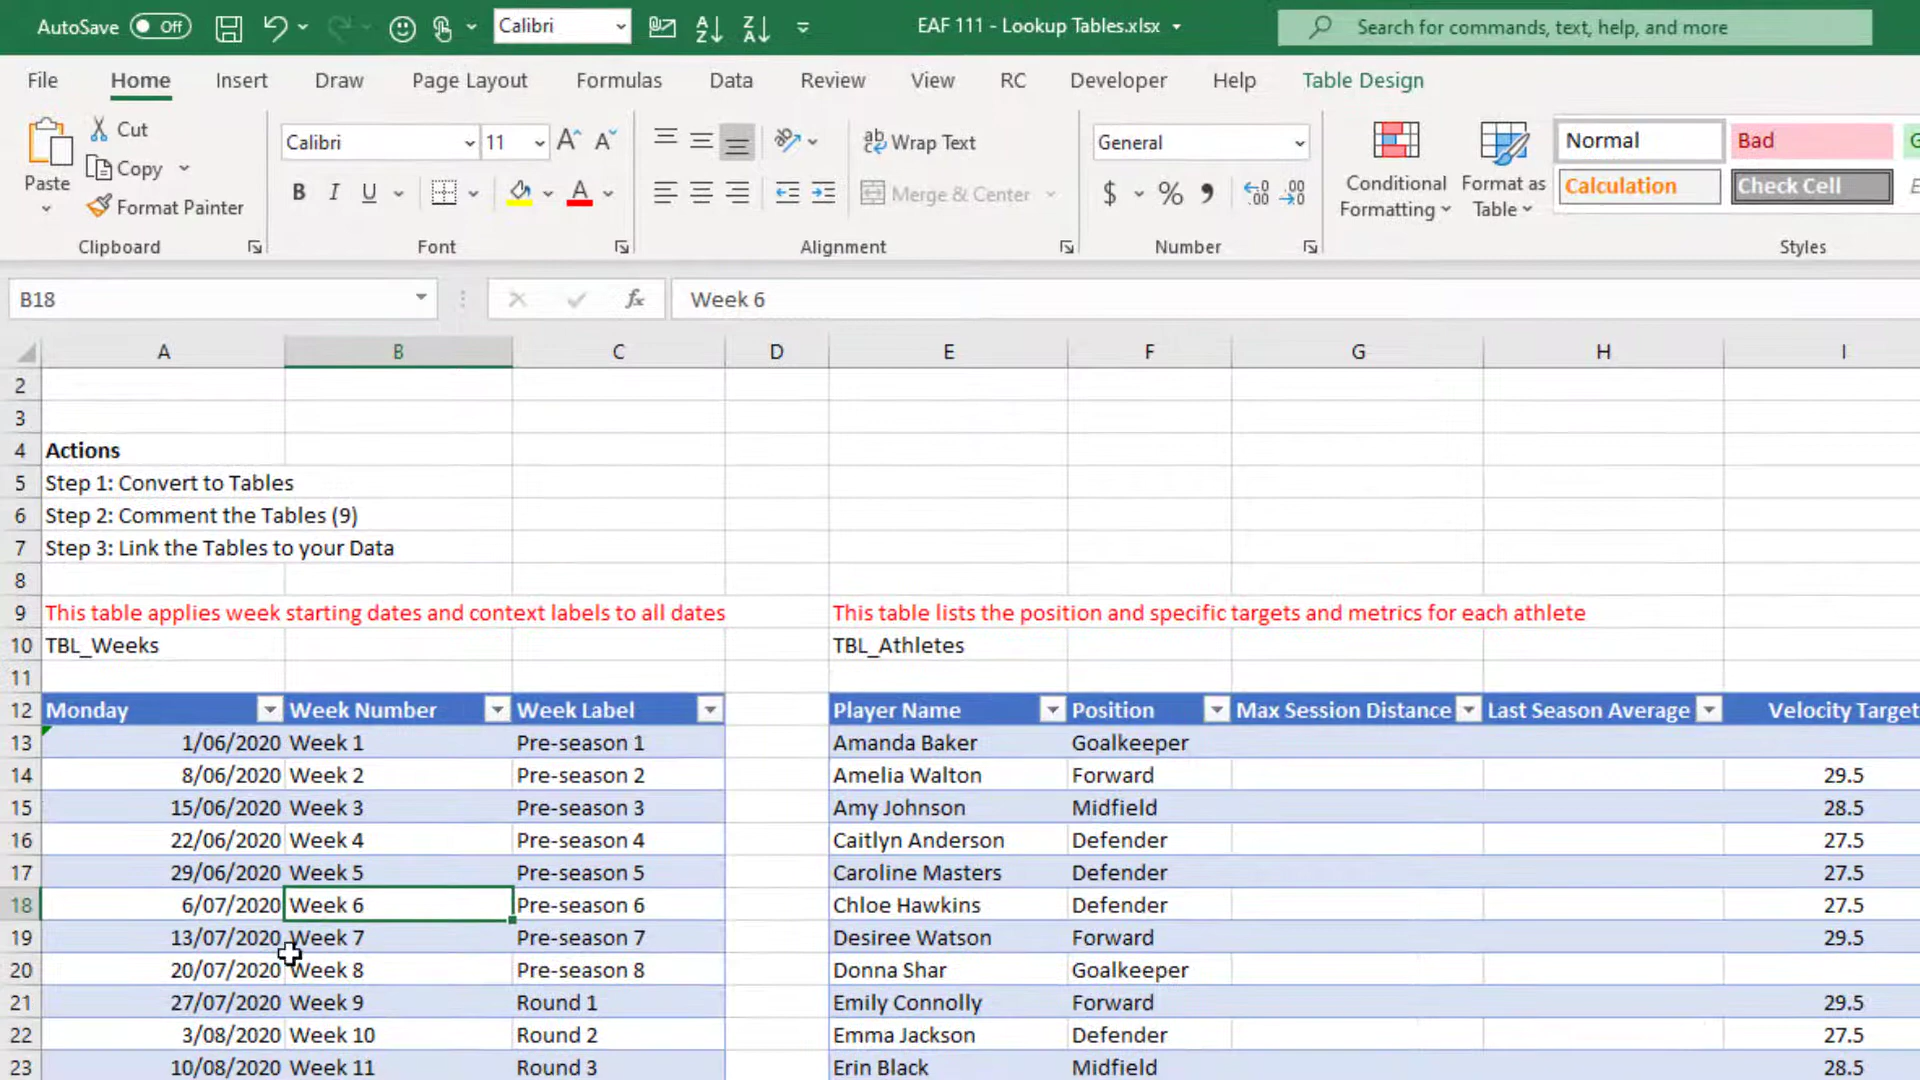 AutoSave Off Calibri EAF 111 - Lookup Tables.xlsx Search for commands, text, help, and more
File Home Insert Draw Page Layout Formulas Data Review View RC Developer Help Table Design
Paste
Cut
Copy
Format Painter
Clipboard
Calibri 11
B I U
Font
Wrap Text
Merge & Center
Alignment
General
$ % ,
Number
Conditional Formatting
Format as Table
Normal Bad
Calculation Check Cell
Styles
B18 fx Week 6
A B C D E F G H I
2
3
4 Actions
5 Step 1: Convert to Tables
6 Step 2: Comment the Tables (9)
7 Step 3: Link the Tables to your Data
8
9 This table applies week starting dates and context labels to all dates This table lists the position and specific targets and metrics for each athlete
10 TBL_Weeks TBL_Athletes
11
12 Monday Week Number Week Label Player Name Position Max Session Distance Last Season Average Velocity Target
13 1/06/2020 Week 1 Pre-season 1 Amanda Baker Goalkeeper
14 8/06/2020 Week 2 Pre-season 2 Amelia Walton Forward 29.5
15 15/06/2020 Week 3 Pre-season 3 Amy Johnson Midfield 28.5
16 22/06/2020 Week 4 Pre-season 4 Caitlyn Anderson Defender 27.5
17 29/06/2020 Week 5 Pre-season 5 Caroline Masters Defender 27.5
18 6/07/2020 Week 6 Pre-season 6 Chloe Hawkins Defender 27.5
19 13/07/2020 Week 7 Pre-season 7 Desiree Watson Forward 29.5
20 20/07/2020 Week 8 Pre-season 8 Donna Shar Goalkeeper
21 27/07/2020 Week 9 Round 1 Emily Connolly Forward 29.5
22 3/08/2020 Week 10 Round 2 Emma Jackson Defender 27.5
23 10/08/2020 Week 11 Round 3 Erin Black Midfield 28.5